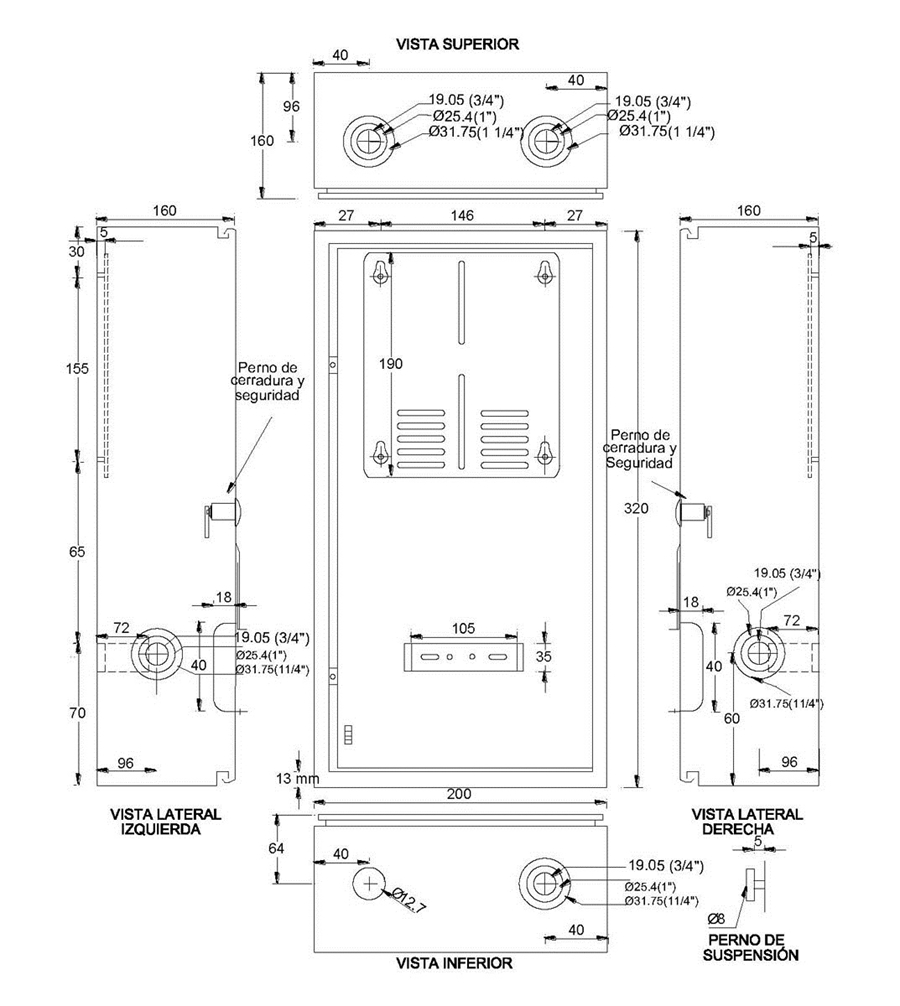 VISTA SUPERIOR
40
40
96
160
19.05 (3/4")
Ø25.4(1")
Ø31.75(1 1/4")
19.05 (3/4")
Ø25.4(1")
Ø31.75(1 1/4")
160
27
146
27
160
5
30
5
190
155
Perno de
cerradura y
seguridad
Perno de
cerradura y
Seguridad
320
65
18
72
19.05 (3/4")
Ø25.4(1")
Ø31.75(11/4")
40
105
35
19.05 (3/4")
Ø25.4(1")
18
72
40
Ø31.75(11/4")
60
70
96
96
13 mm
200
VISTA LATERAL
IZQUIERDA
VISTA LATERAL
DERECHA
64
40
Ø12.7
19.05 (3/4")
Ø25.4(1")
Ø31.75(11/4")
40
VISTA INFERIOR
5
Ø8
PERNO DE
SUSPENSIÓN